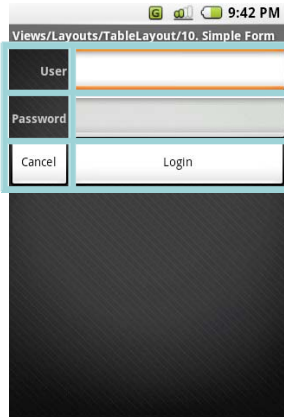 G 9:42 PM
Views/Layouts/TableLayout/10. Simple Form
User
Password
Cancel Login